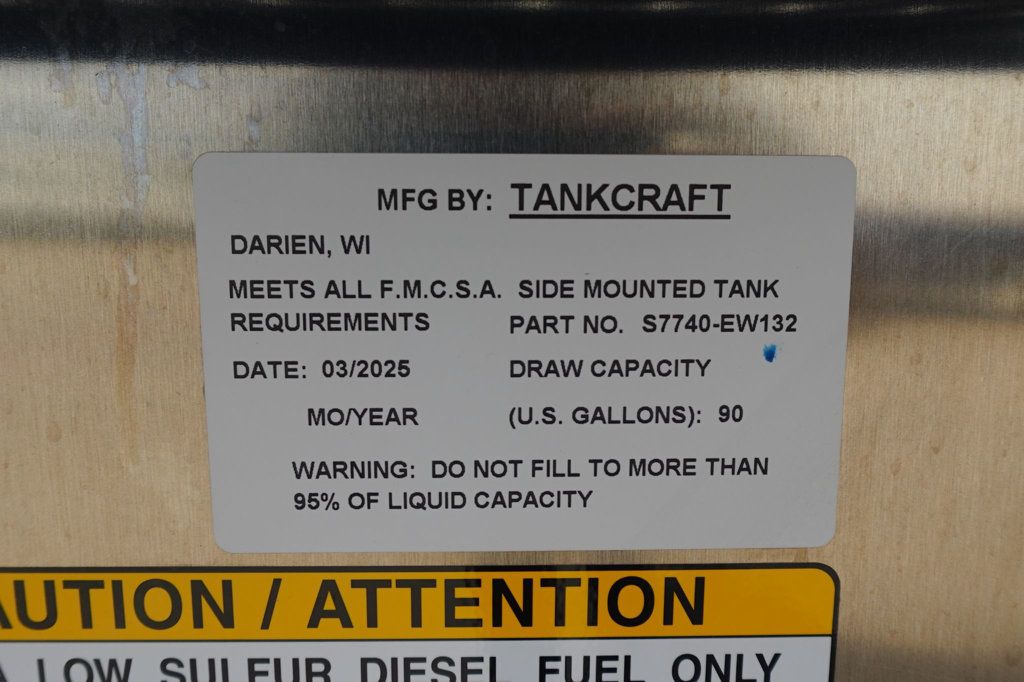 MFG BY: TANKCRAFT
DARIEN, WI
MEETS ALL F.M.C.S.A. SIDE MOUNTED TANK
REQUIREMENTS PART NO. S7740-EW132
DATE: 03/2025 DRAW CAPACITY
MO/YEAR (U.S. GALLONS): 90
WARNING: DO NOT FILL TO MORE THAN
95% OF LIQUID CAPACITY
AUTION / ATTENTION
LOW SULFUR DIESEL FUEL ONLY